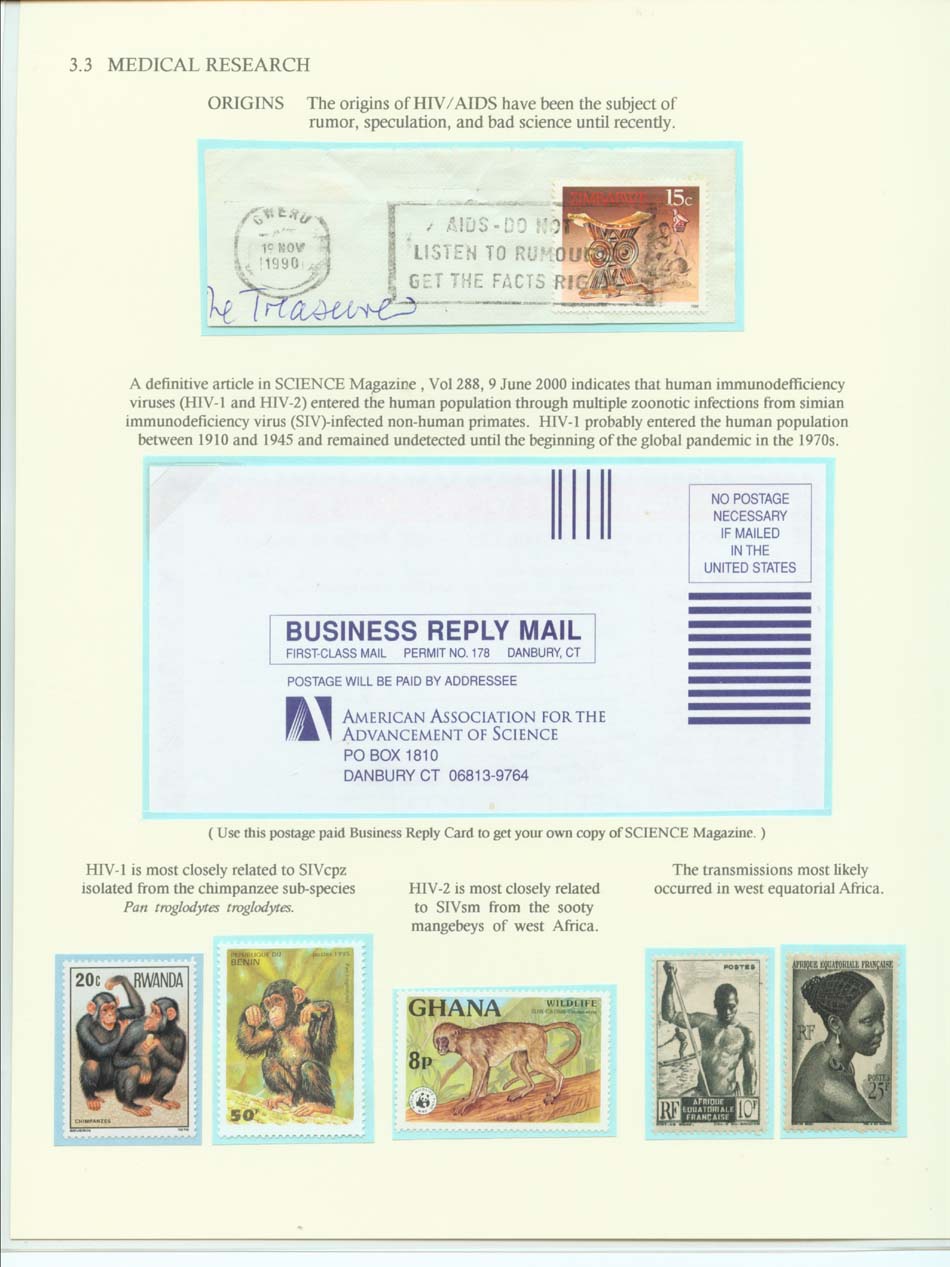 3.3 MEDICAL RESEARCH
ORIGINS The origins of HIV/AIDS have been the subject of
rumor, speculation, and bad science until recently.
GWERU
19 NOV
1990
AIDS - DO NOT
LISTEN TO RUMOU
GET THE FACTS RIG
ZIMBABWE 15c
he Treasurer
A definitive article in SCIENCE Magazine , Vol 288, 9 June 2000 indicates that human immunodefficiency
viruses (HIV-1 and HIV-2) entered the human population through multiple zoonotic infections from simian
immunodeficiency virus (SIV)-infected non-human primates. HIV-1 probably entered the human population
between 1910 and 1945 and remained undetected until the beginning of the global pandemic in the 1970s.
NO POSTAGE
NECESSARY
IF MAILED
IN THE
UNITED STATES
BUSINESS REPLY MAIL
FIRST-CLASS MAIL PERMIT NO. 178 DANBURY, CT
POSTAGE WILL BE PAID BY ADDRESSEE
AMERICAN ASSOCIATION FOR THE
ADVANCEMENT OF SCIENCE
PO BOX 1810
DANBURY CT 06813-9764
( Use this postage paid Business Reply Card to get your own copy of SCIENCE Magazine. )
HIV-1 is most closely related to SIVcpz
isolated from the chimpanzee sub-species
Pan troglodytes troglodytes.
HIV-2 is most closely related
to SIVsm from the sooty
mangebeys of west Africa.
The transmissions most likely
occurred in west equatorial Africa.
20c RWANDA
CHIMPANZES
REPUBLIQUE DU
BENIN
50F
GHANA
WILDLIFE
8p
POSTES
RF
AFRIQUE
EQUATORIALE
FRANÇAISE
10F
AFRIQUE EQUATORIALE FRANÇAISE
RF
POSTES
25F